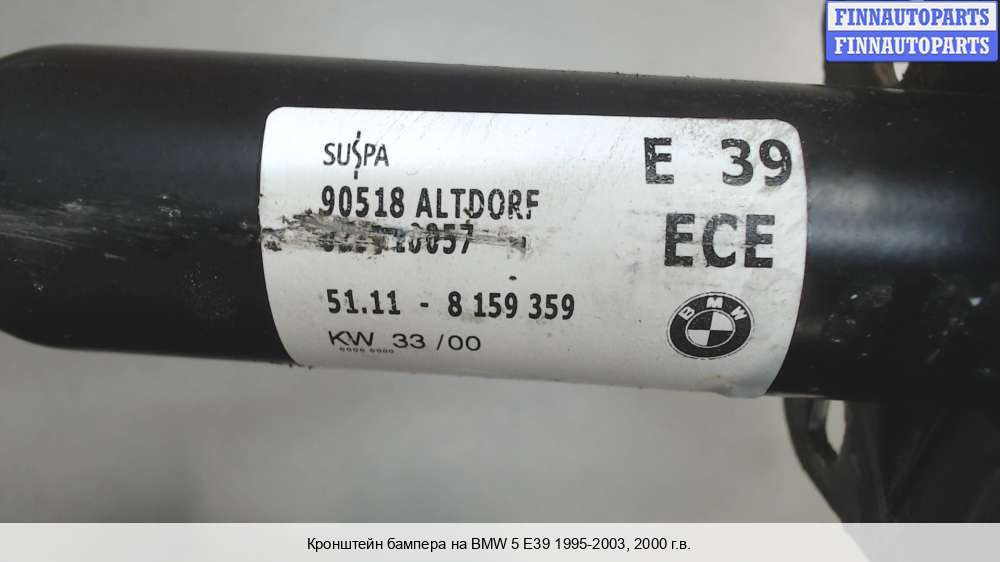 FINNAUTOPARTS
FINNAUTOPARTS
SUSPA
E 39
90518 ALTDORF
ECE
51.11 - 8 159 359
BMW
KW 33/00
Кронштейн бампера на BMW 5 E39 1995-2003, 2000 г.в.